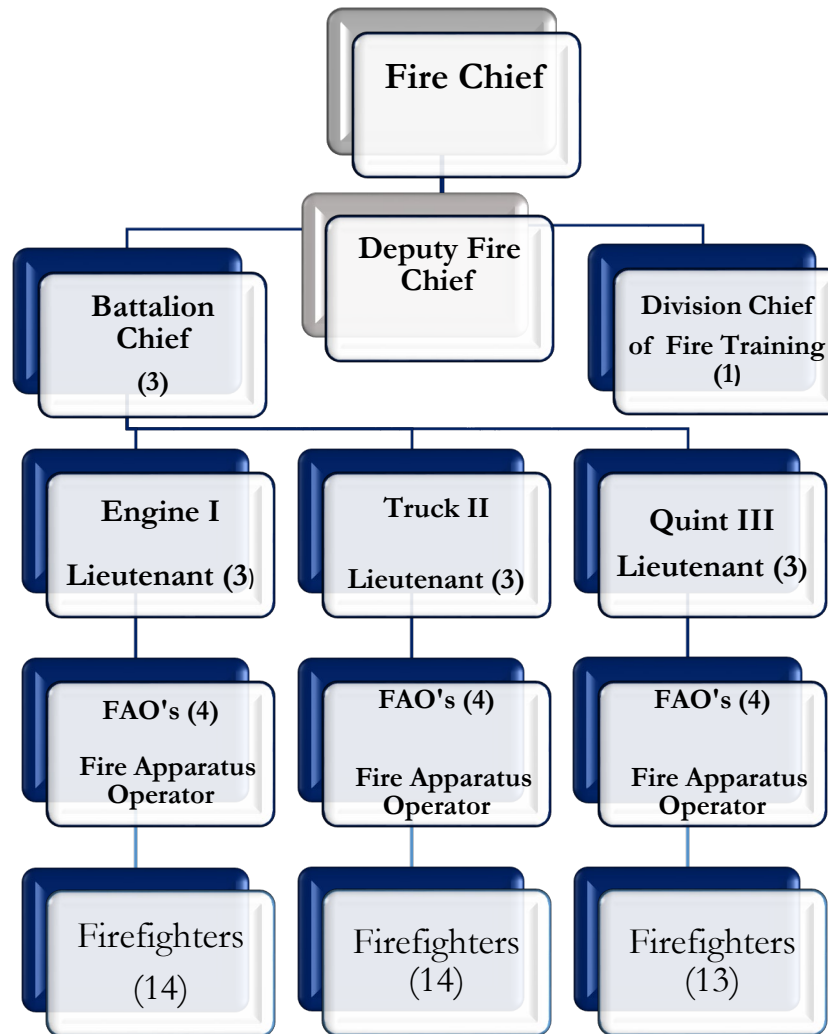 Fire Chief
Deputy Fire
Chief
Battalion
Chief
(3)
Division Chief
of Fire Training
(1)
Engine I
Lieutenant (3)
Truck II
Lieutenant (3)
Quint III
Lieutenant (3)
FAO's (4)
Fire Apparatus
Operator
FAO's (4)
Fire Apparatus
Operator
FAO's (4)
Fire Apparatus
Operator
Firefighters
(14)
Firefighters
(14)
Firefighters
(13)